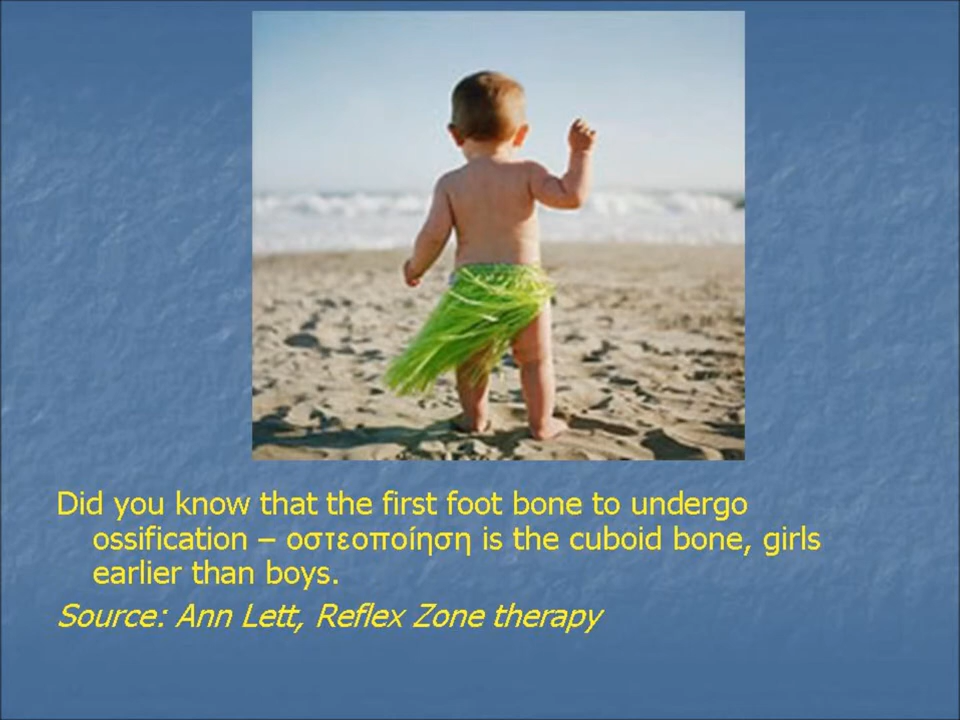 Did you know that the first foot bone to undergo
ossification – οστεοποίηση is the cuboid bone, girls
earlier than boys.
Source: Ann Lett, Reflex Zone therapy